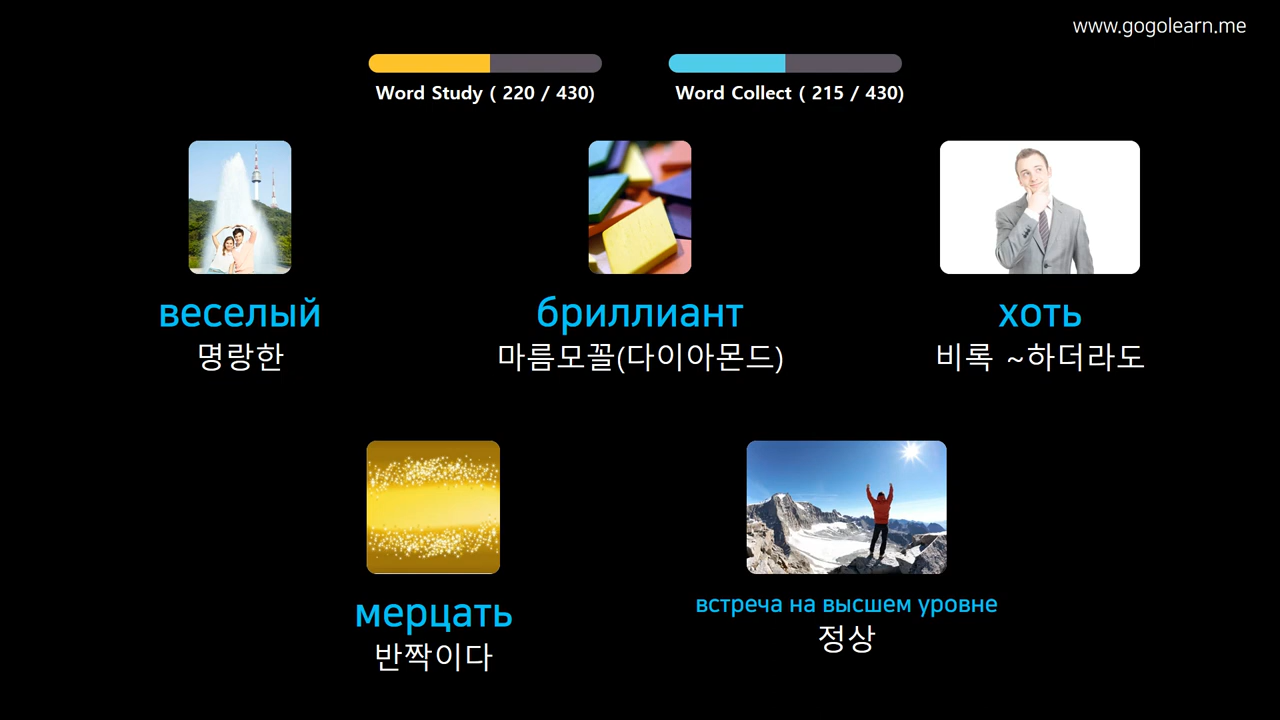 www.gogolearn.me
Word Study ( 220 / 430)
Word Collect ( 215 / 430)
веселый
명랑한
бриллиант
마름모꼴(다이아몬드)
хоть
비록 ~하더라도
мерцать
반짝이다
встреча на высшем уровне
정상